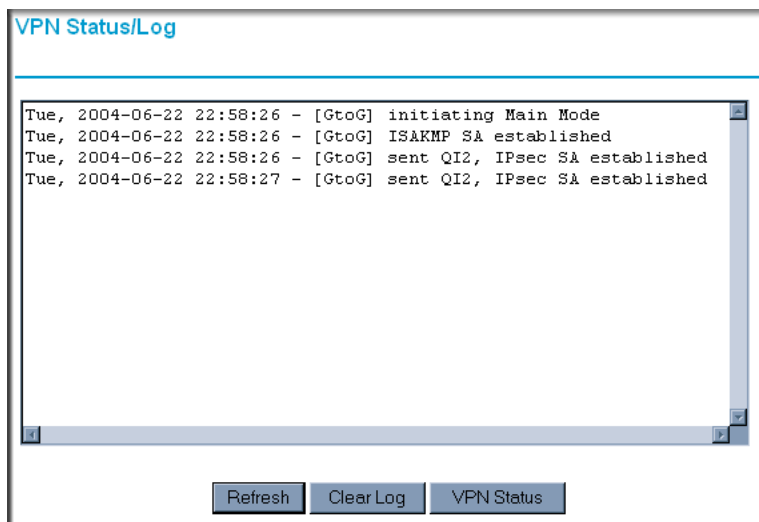 VPN Status/Log
Tue, 2004-06-22 22:58:26 - [GtoG] initiating Main Mode
Tue, 2004-06-22 22:58:26 - [GtoG] ISAKMP SA established
Tue, 2004-06-22 22:58:26 - [GtoG] sent QI2, IPsec SA established
Tue, 2004-06-22 22:58:27 - [GtoG] sent QI2, IPsec SA established
Refresh Clear Log VPN Status